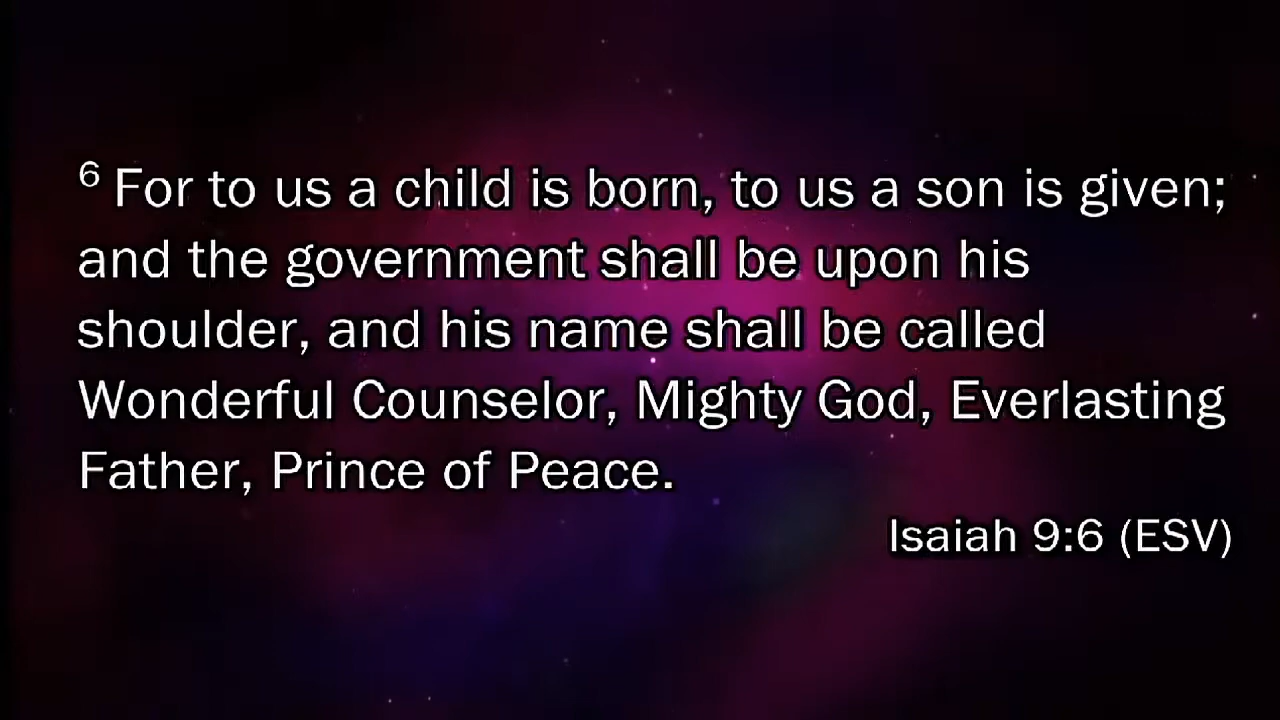 6 For to us a child is born, to us a son is given;
and the government shall be upon his
shoulder, and his name shall be called
Wonderful Counselor, Mighty God, Everlasting
Father, Prince of Peace.
Isaiah 9:6 (ESV)